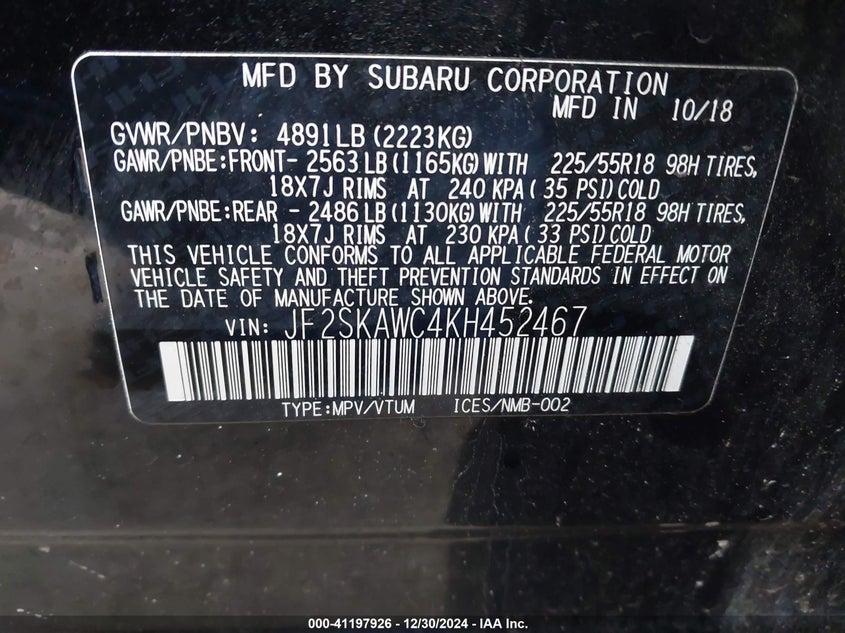 MFD BY SUBARU CORPORATION
MFD IN 10/18
GVWR/PNBV: 4891LB (2223KG)
GAWR/PNBE:FRONT- 2563 LB (1165KG) WITH 225/55R18 98H TIRES,
18X7J RIMS AT 240 KPA ( 35 PSI) COLD
GAWR/PNBE:REAR - 2486 LB (1130KG) WITH 225/55R18 98H TIRES,
18X7J RIMS AT 230 KPA ( 33 PSI) COLD
THIS VEHICLE CONFORMS TO ALL APPLICABLE FEDERAL MOTOR
VEHICLE SAFETY AND THEFT PREVENTION STANDARDS IN EFFECT ON
THE DATE OF MANUFACTURE SHOWN ABOVE.
VIN: JF2SKAWC4KH452467
TYPE:MPV/VTUM ICES/NMB-002
000-41197926 - 12/30/2024 - IAA Inc.